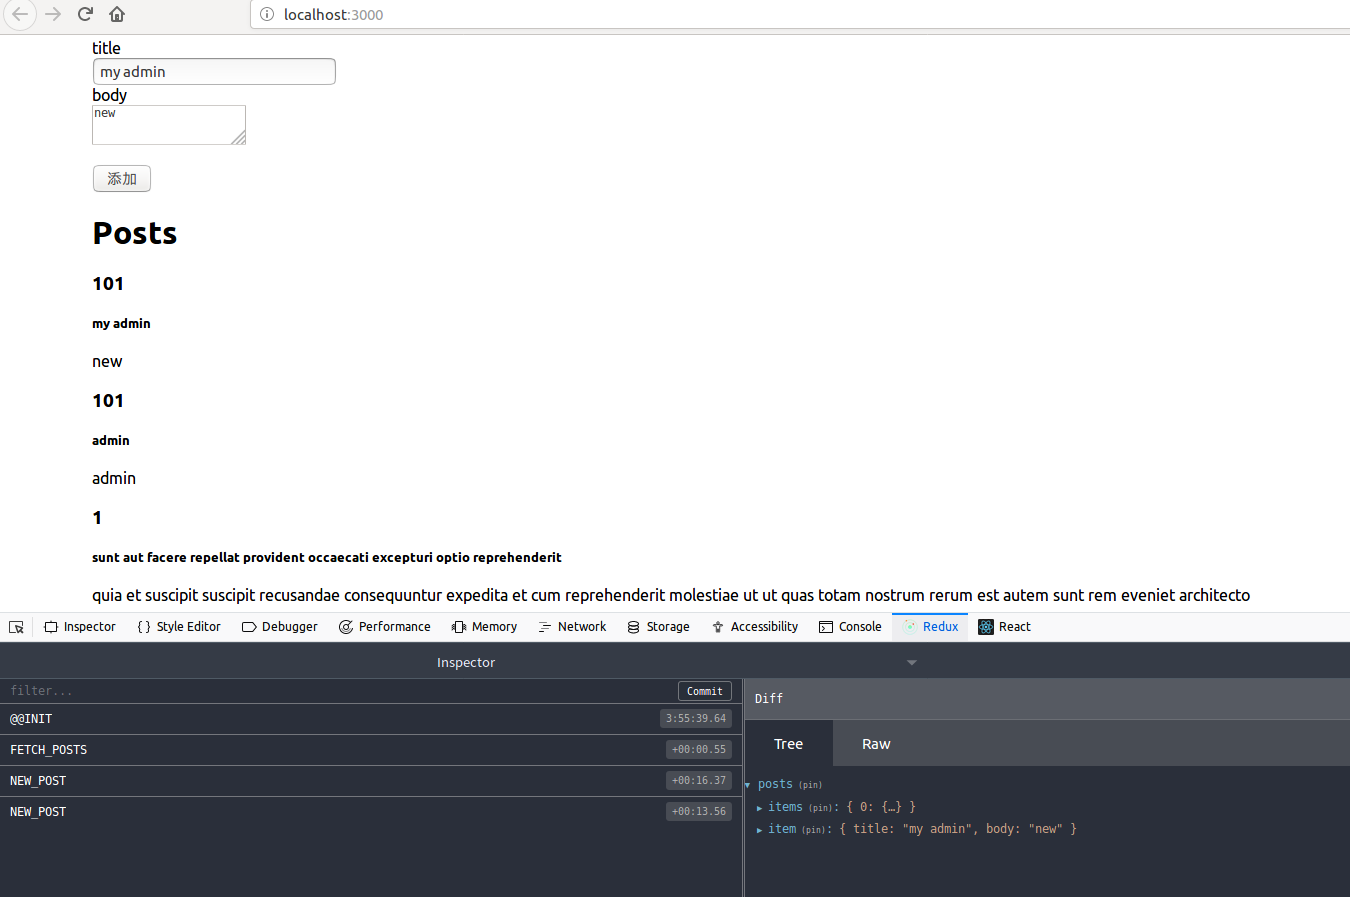 localhost:3000
title
my admin
body
new
添加
Posts
101
my admin
new
101
admin
admin
1
sunt aut facere repellat provident occaecati excepturi optio reprehenderit
quia et suscipit suscipit recusandae consequuntur expedita et cum reprehenderit molestiae ut ut quas totam nostrum rerum est autem sunt rem eveniet architecto
Inspector { } Style Editor Debugger Performance Memory Network Storage Accessibility Console Redux React
Inspector
filter... Commit
@@INIT 3:55:39.64
FETCH_POSTS +00:00.55
NEW_POST +00:16.37
NEW_POST +00:13.56
Diff
Tree Raw
posts (pin)
items (pin): { 0: {…} }
item (pin): { title: "my admin", body: "new" }